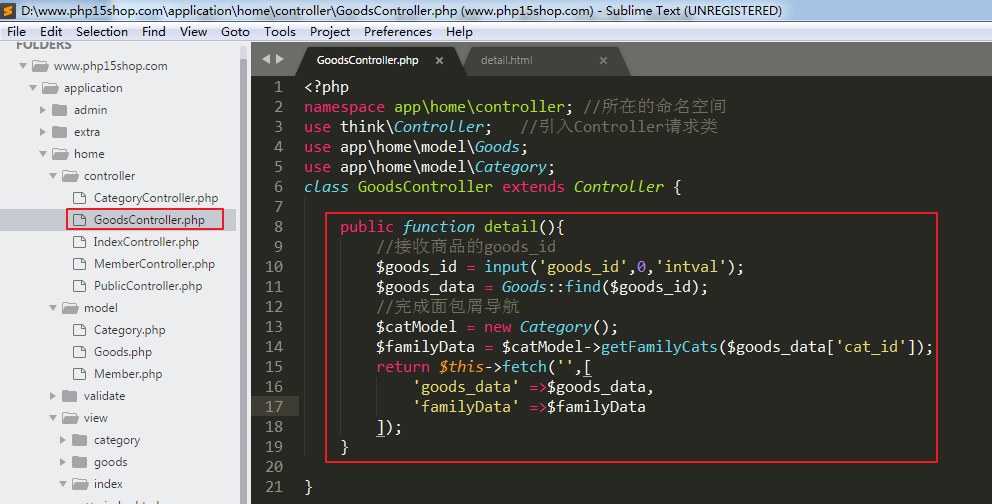 D:\www.php15shop.com\application\home\controller\GoodsController.php (www.php15shop.com) - Sublime Text (UNREGISTERED)
File Edit Selection Find View Goto Tools Project Preferences Help
FOLDERS
www.php15shop.com
application
admin
extra
home
controller
CategoryController.php
GoodsController.php
IndexController.php
MemberController.php
PublicController.php
model
Category.php
Goods.php
Member.php
validate
view
category
goods
index
GoodsController.php × detail.html ×
1 <?php
2 namespace app\home\controller; //所在的命名空间
3 use think\Controller; //引入Controller请求类
4 use app\home\model\Goods;
5 use app\home\model\Category;
6 class GoodsController extends Controller {
7
8 public function detail(){
9 //接收商品的goods_id
10 $goods_id = input('goods_id',0,'intval');
11 $goods_data = Goods::find($goods_id);
12 //完成面包屑导航
13 $catModel = new Category();
14 $familyData = $catModel->getFamilyCats($goods_data['cat_id']);
15 return $this->fetch('',[
16 'goods_data' =>$goods_data,
17 'familyData' =>$familyData
18 ]);
19 }
20
21 }